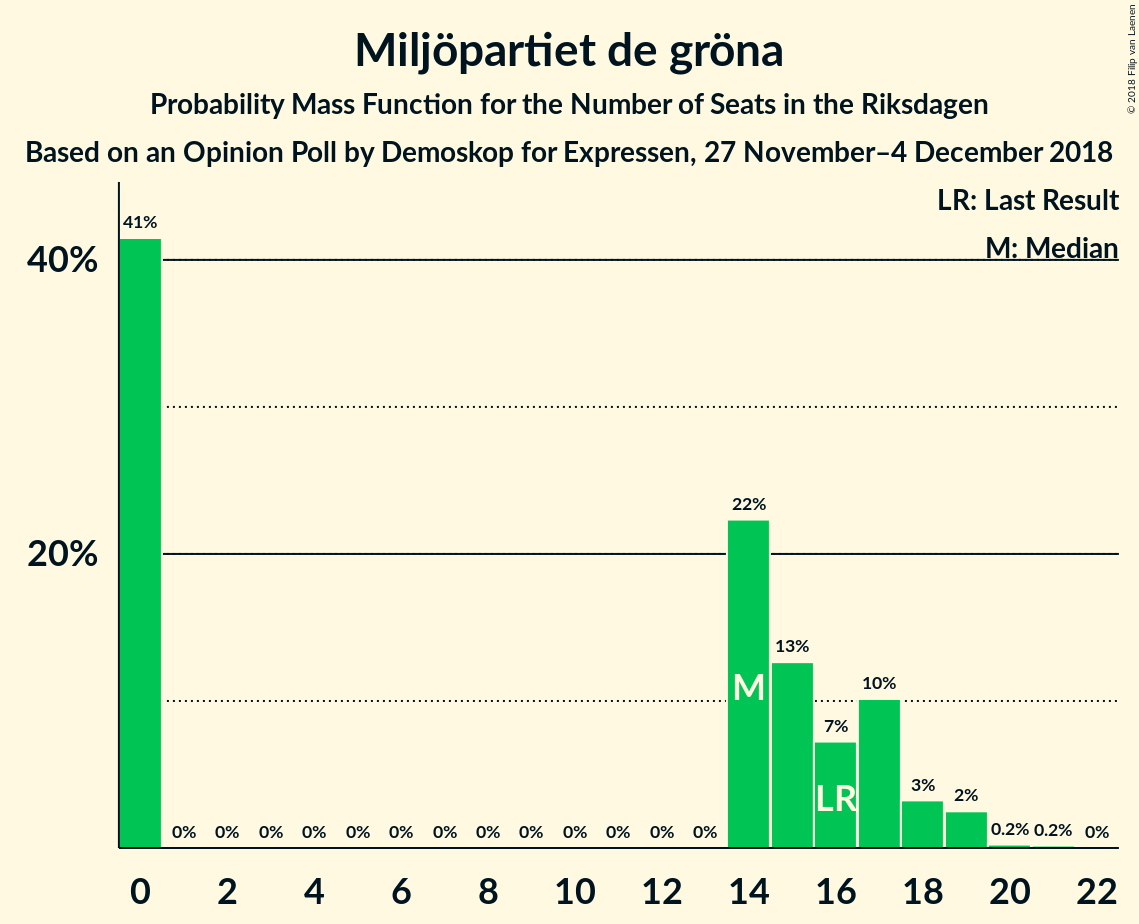 © 2018 Filip van Laenen
Miljöpartiet de gröna
Probability Mass Function for the Number of Seats in the Riksdagen
Based on an Opinion Poll by Demoskop for Expressen, 27 November–4 December 2018
LR: Last Result
M: Median
41%
40%
22%
20%
13%
M
10%
7%
LR
3%
2%
0% 0% 0% 0% 0% 0% 0% 0% 0% 0% 0% 0% 0% 0.2% 0.2% 0%
0 2 4 6 8 10 12 14 16 18 20 22